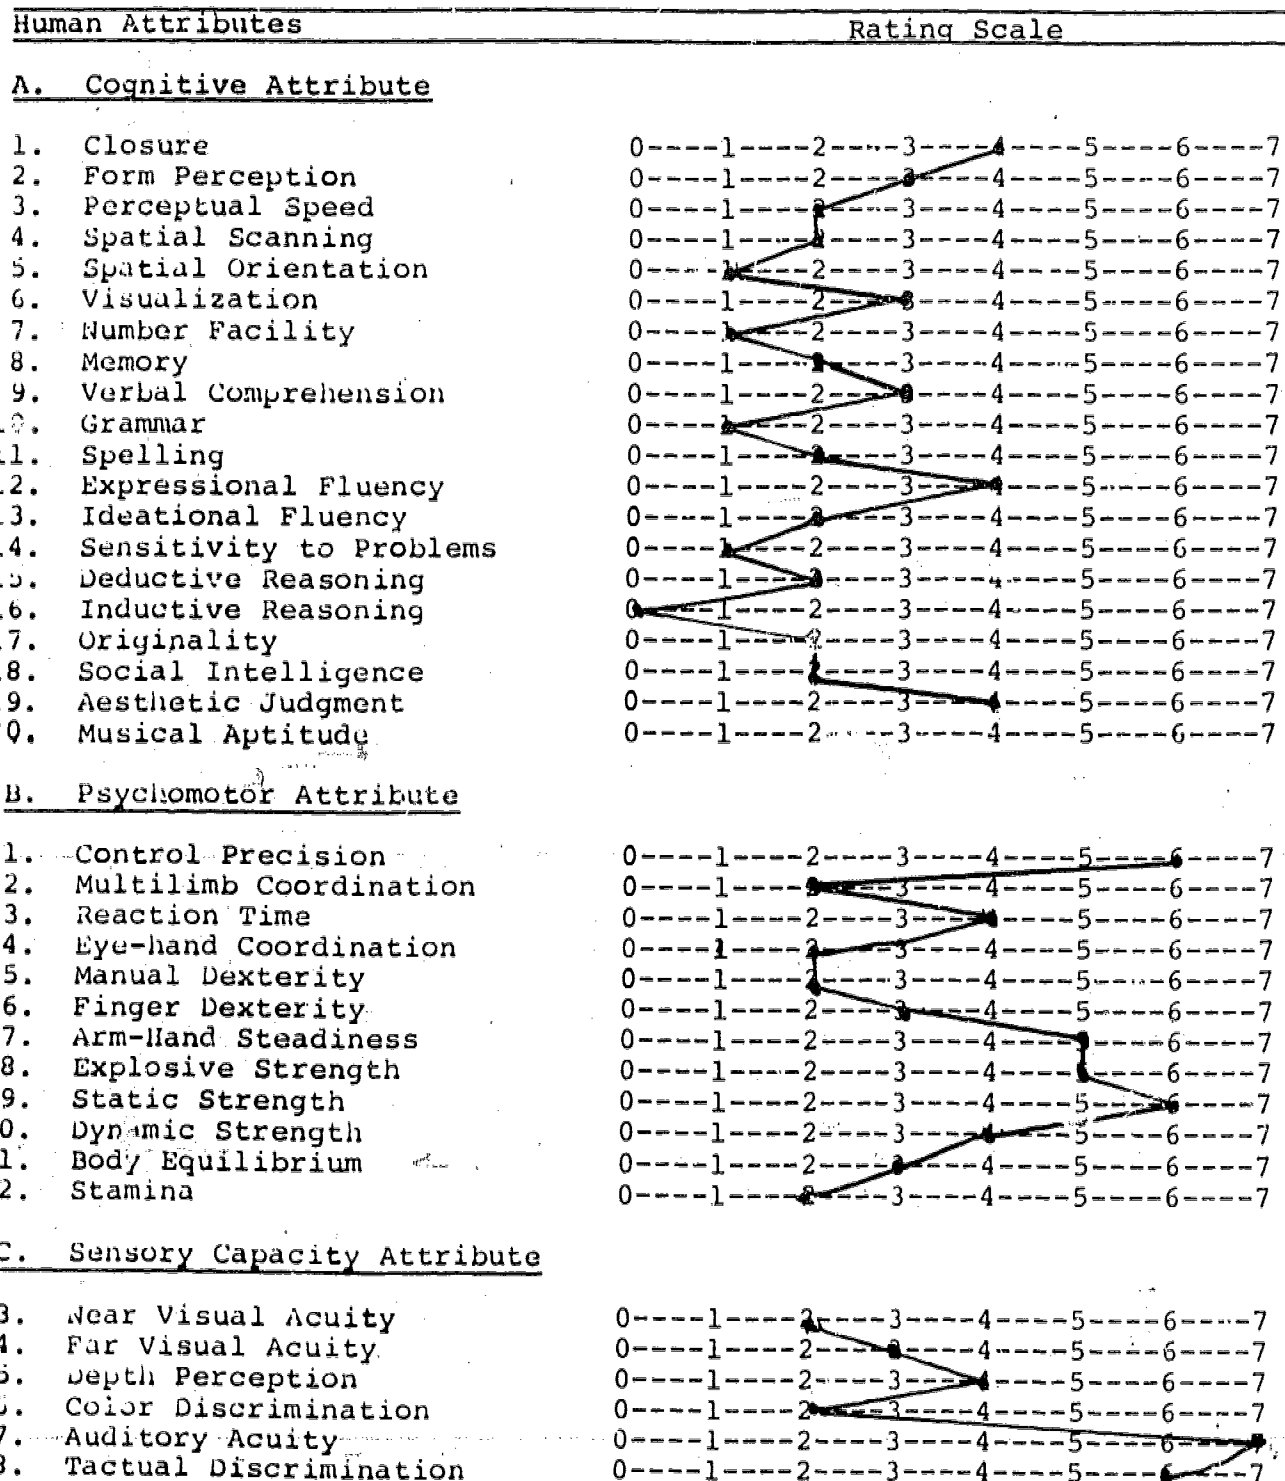 Human Attributes Rating Scale
A. Cognitive Attribute
1. Closure 0----1----2----3----4----5----6----7
2. Form Perception 0----1----2----3----4----5----6----7
3. Perceptual Speed 0----1----2----3----4----5----6----7
4. Spatial Scanning 0----1----2----3----4----5----6----7
5. Spatial Orientation 0----1----2----3----4----5----6----7
6. Visualization 0----1----2----3----4----5----6----7
7. Number Facility 0----1----2----3----4----5----6----7
8. Memory 0----1----2----3----4----5----6----7
9. Verbal Comprehension 0----1----2----3----4----5----6----7
0. Grammar 0----1----2----3----4----5----6----7
1. Spelling 0----1----2----3----4----5----6----7
2. Expressional Fluency 0----1----2----3----4----5----6----7
3. Ideational Fluency 0----1----2----3----4----5----6----7
4. Sensitivity to Problems 0----1----2----3----4----5----6----7
5. Deductive Reasoning 0----1----2----3----4----5----6----7
6. Inductive Reasoning 0----1----2----3----4----5----6----7
7. Originality 0----1----2----3----4----5----6----7
8. Social Intelligence 0----1----2----3----4----5----6----7
9. Aesthetic Judgment 0----1----2----3----4----5----6----7
0. Musical Aptitude 0----1----2----3----4----5----6----7
B. Psychomotor Attribute
1. Control Precision 0----1----2----3----4----5----6----7
2. Multilimb Coordination 0----1----2----3----4----5----6----7
3. Reaction Time 0----1----2----3----4----5----6----7
4. Eye-hand Coordination 0----1----2----3----4----5----6----7
5. Manual Dexterity 0----1----2----3----4----5----6----7
6. Finger Dexterity 0----1----2----3----4----5----6----7
7. Arm-Hand Steadiness 0----1----2----3----4----5----6----7
8. Explosive Strength 0----1----2----3----4----5----6----7
9. Static Strength 0----1----2----3----4----5----6----7
0. Dynamic Strength 0----1----2----3----4----5----6----7
1. Body Equilibrium 0----1----2----3----4----5----6----7
2. Stamina 0----1----2----3----4----5----6----7
C. Sensory Capacity Attribute
3. Near Visual Acuity 0----1----2----3----4----5----6----7
4. Far Visual Acuity 0----1----2----3----4----5----6----7
5. Depth Perception 0----1----2----3----4----5----6----7
6. Color Discrimination 0----1----2----3----4----5----6----7
7. Auditory Acuity 0----1----2----3----4----5----6----7
8. Tactual Discrimination 0----1----2----3----4----5----6----7